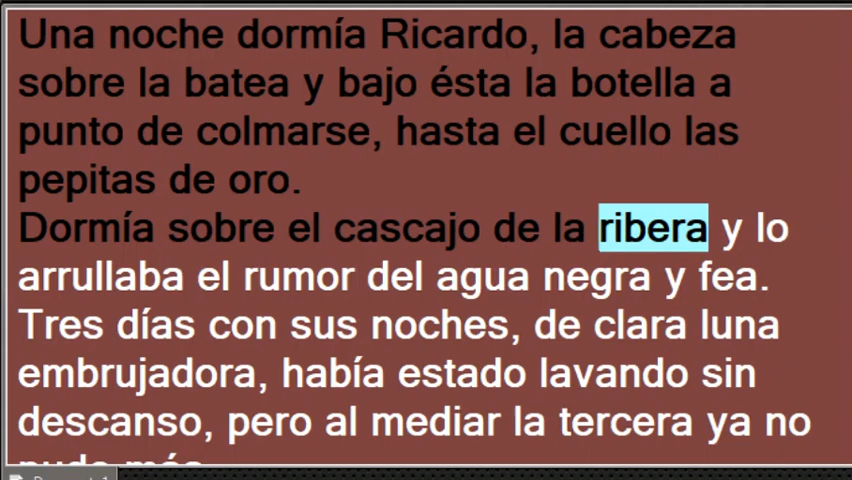 Una noche dormía Ricardo, la cabeza
sobre la batea y bajo ésta la botella a
punto de colmarse, hasta el cuello las
pepitas de oro.
Dormía sobre el cascajo de la ribera y lo
arrullaba el rumor del agua negra y fea.
Tres días con sus noches, de clara luna
embrujadora, había estado lavando sin
descanso, pero al mediar la tercera ya no
pudo más